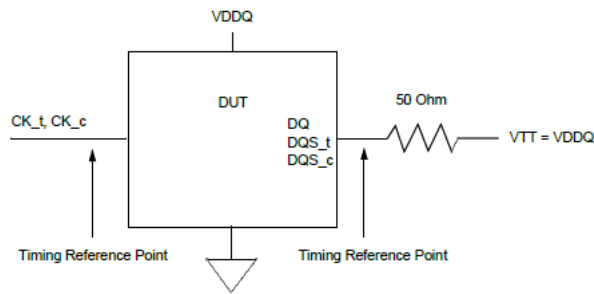 VDDQ
DUT
50 Ohm
CK_t, CK_c
DQ
DQS_t
DQS_c
VTT = VDDQ
Timing Reference Point
Timing Reference Point